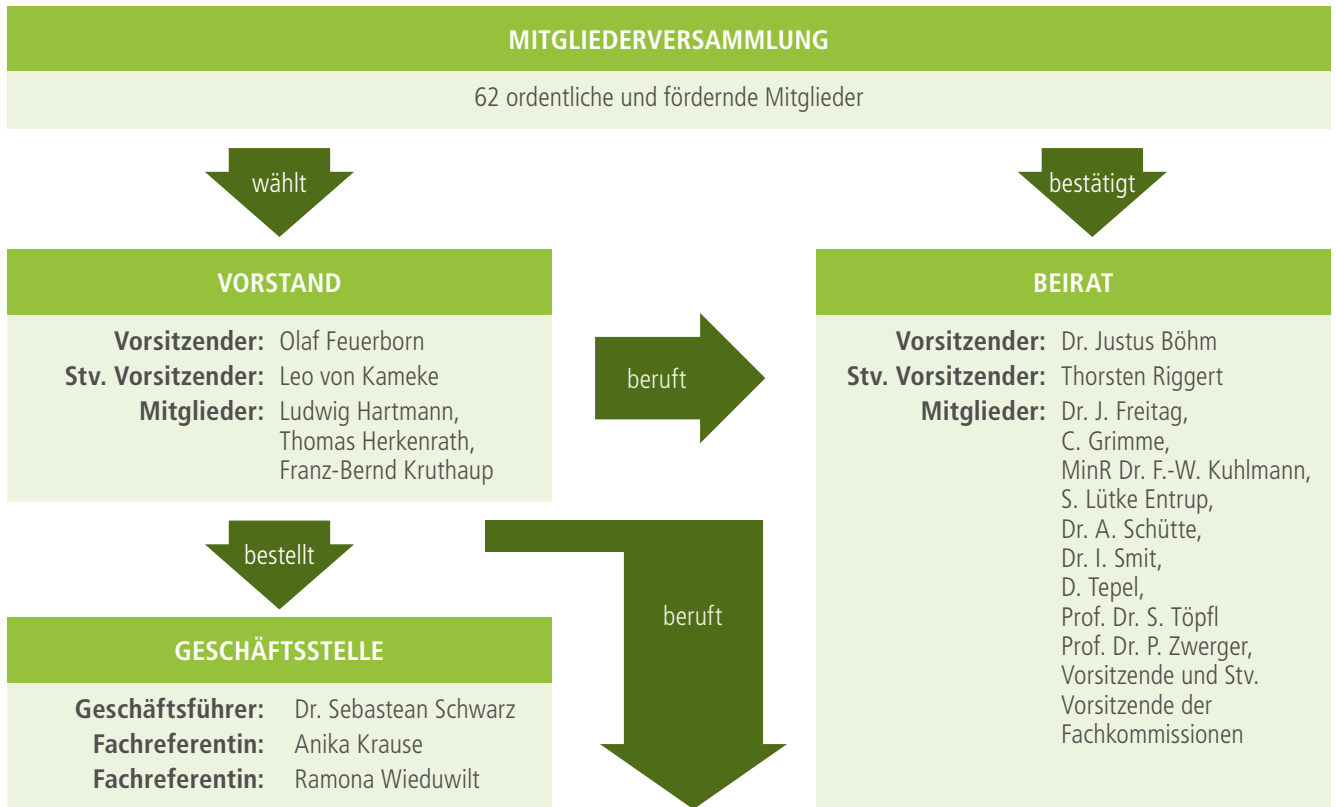 MITGLIEDERVERSAMMLUNG
62 ordentliche und fördernde Mitglieder
wählt
bestätigt
VORSTAND
Vorsitzender: Olaf Feuerborn
Stv. Vorsitzender: Leo von Kameke
Mitglieder: Ludwig Hartmann,
Thomas Herkenrath,
Franz-Bernd Kruthaup
beruft
BEIRAT
Vorsitzender: Dr. Justus Böhm
Stv. Vorsitzender: Thorsten Riggert
Mitglieder: Dr. J. Freitag,
C. Grimme,
MinR Dr. F.-W. Kuhlmann,
S. Lütke Entrup,
Dr. A. Schütte,
Dr. I. Smit,
D. Tepel,
Prof. Dr. S. Töpfl
Prof. Dr. P. Zwerger,
Vorsitzende und Stv.
Vorsitzende der
Fachkommissionen
bestellt
beruft
GESCHÄFTSSTELLE
Geschäftsführer: Dr. Sebastean Schwarz
Fachreferentin: Anika Krause
Fachreferentin: Ramona Wieduwilt